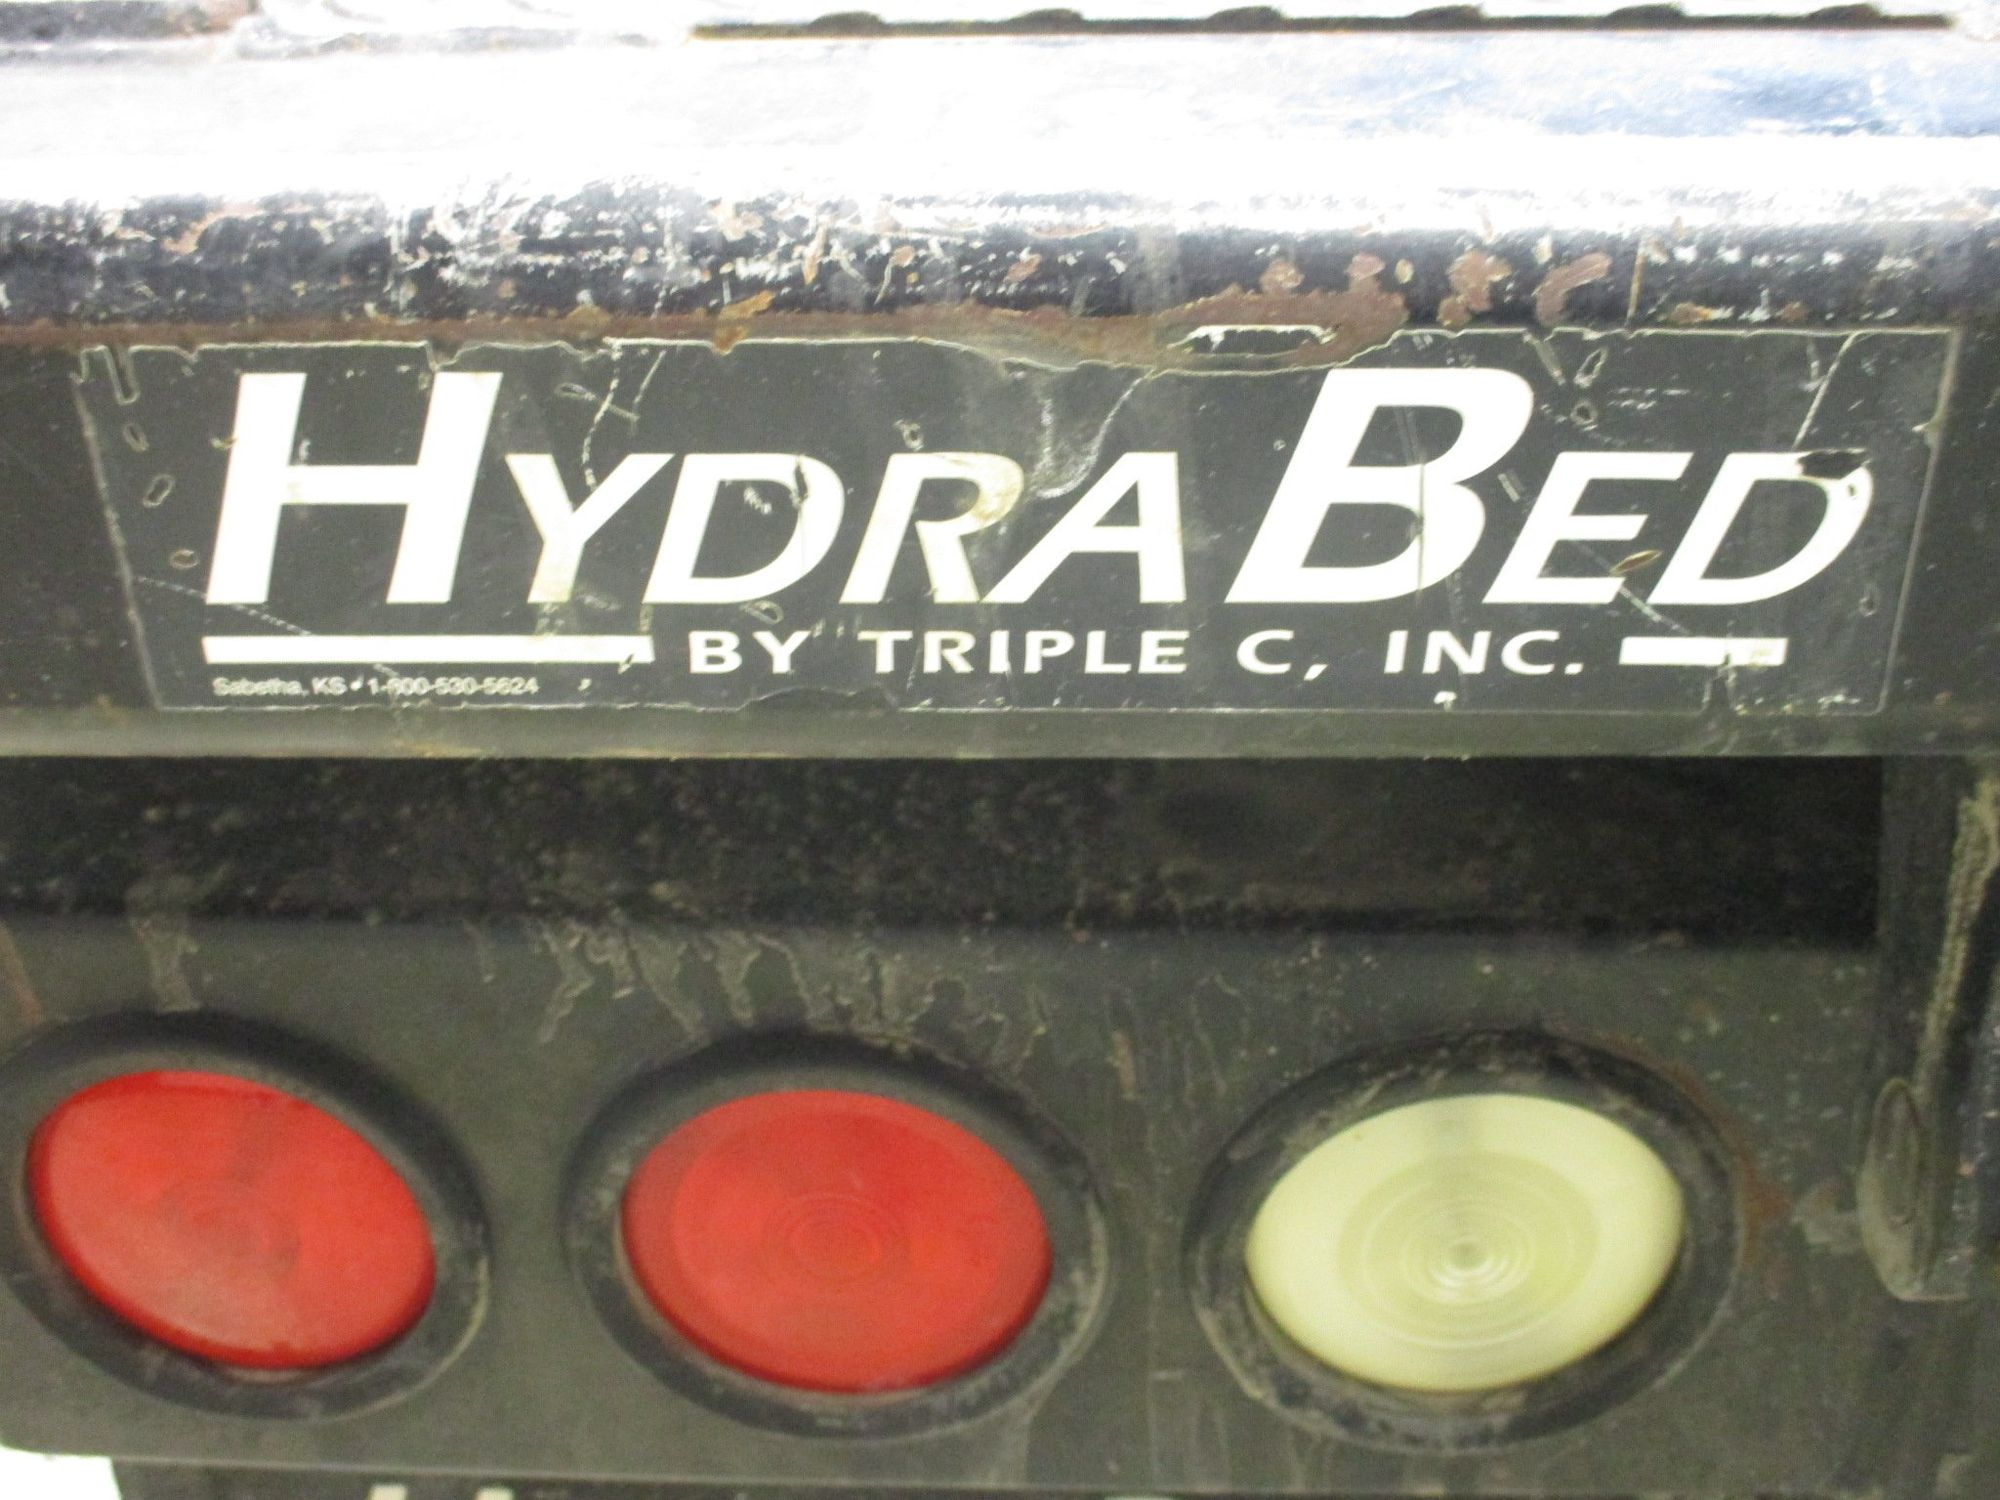 HYDRABED
BY TRIPLE C, INC.
Sabetha, KS • 1-800-530-5624